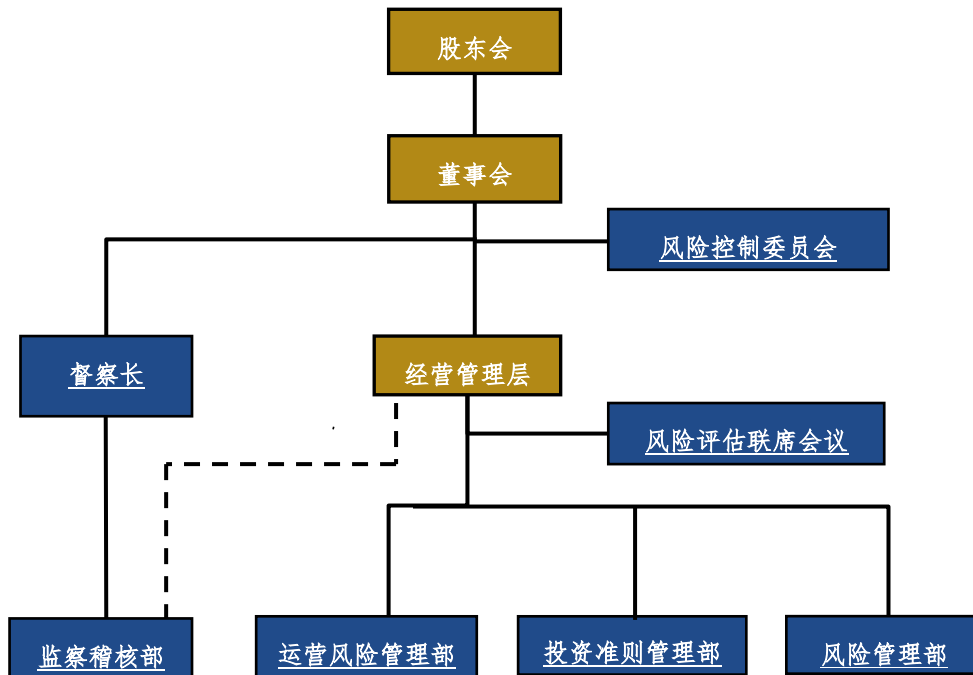 股东会
董事会
风险控制委员会
督察长
经营管理层
风险评估联席会议
监察稽核部
运营风险管理部
投资准则管理部
风险管理部